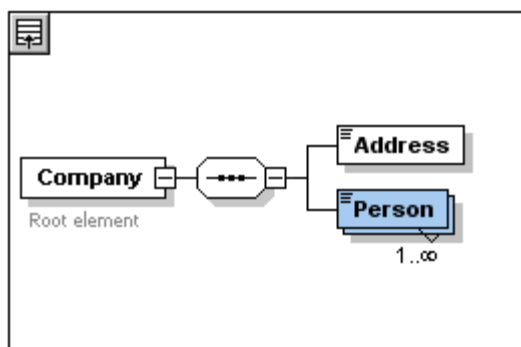 Address
Company
Root element
Person
1..∞